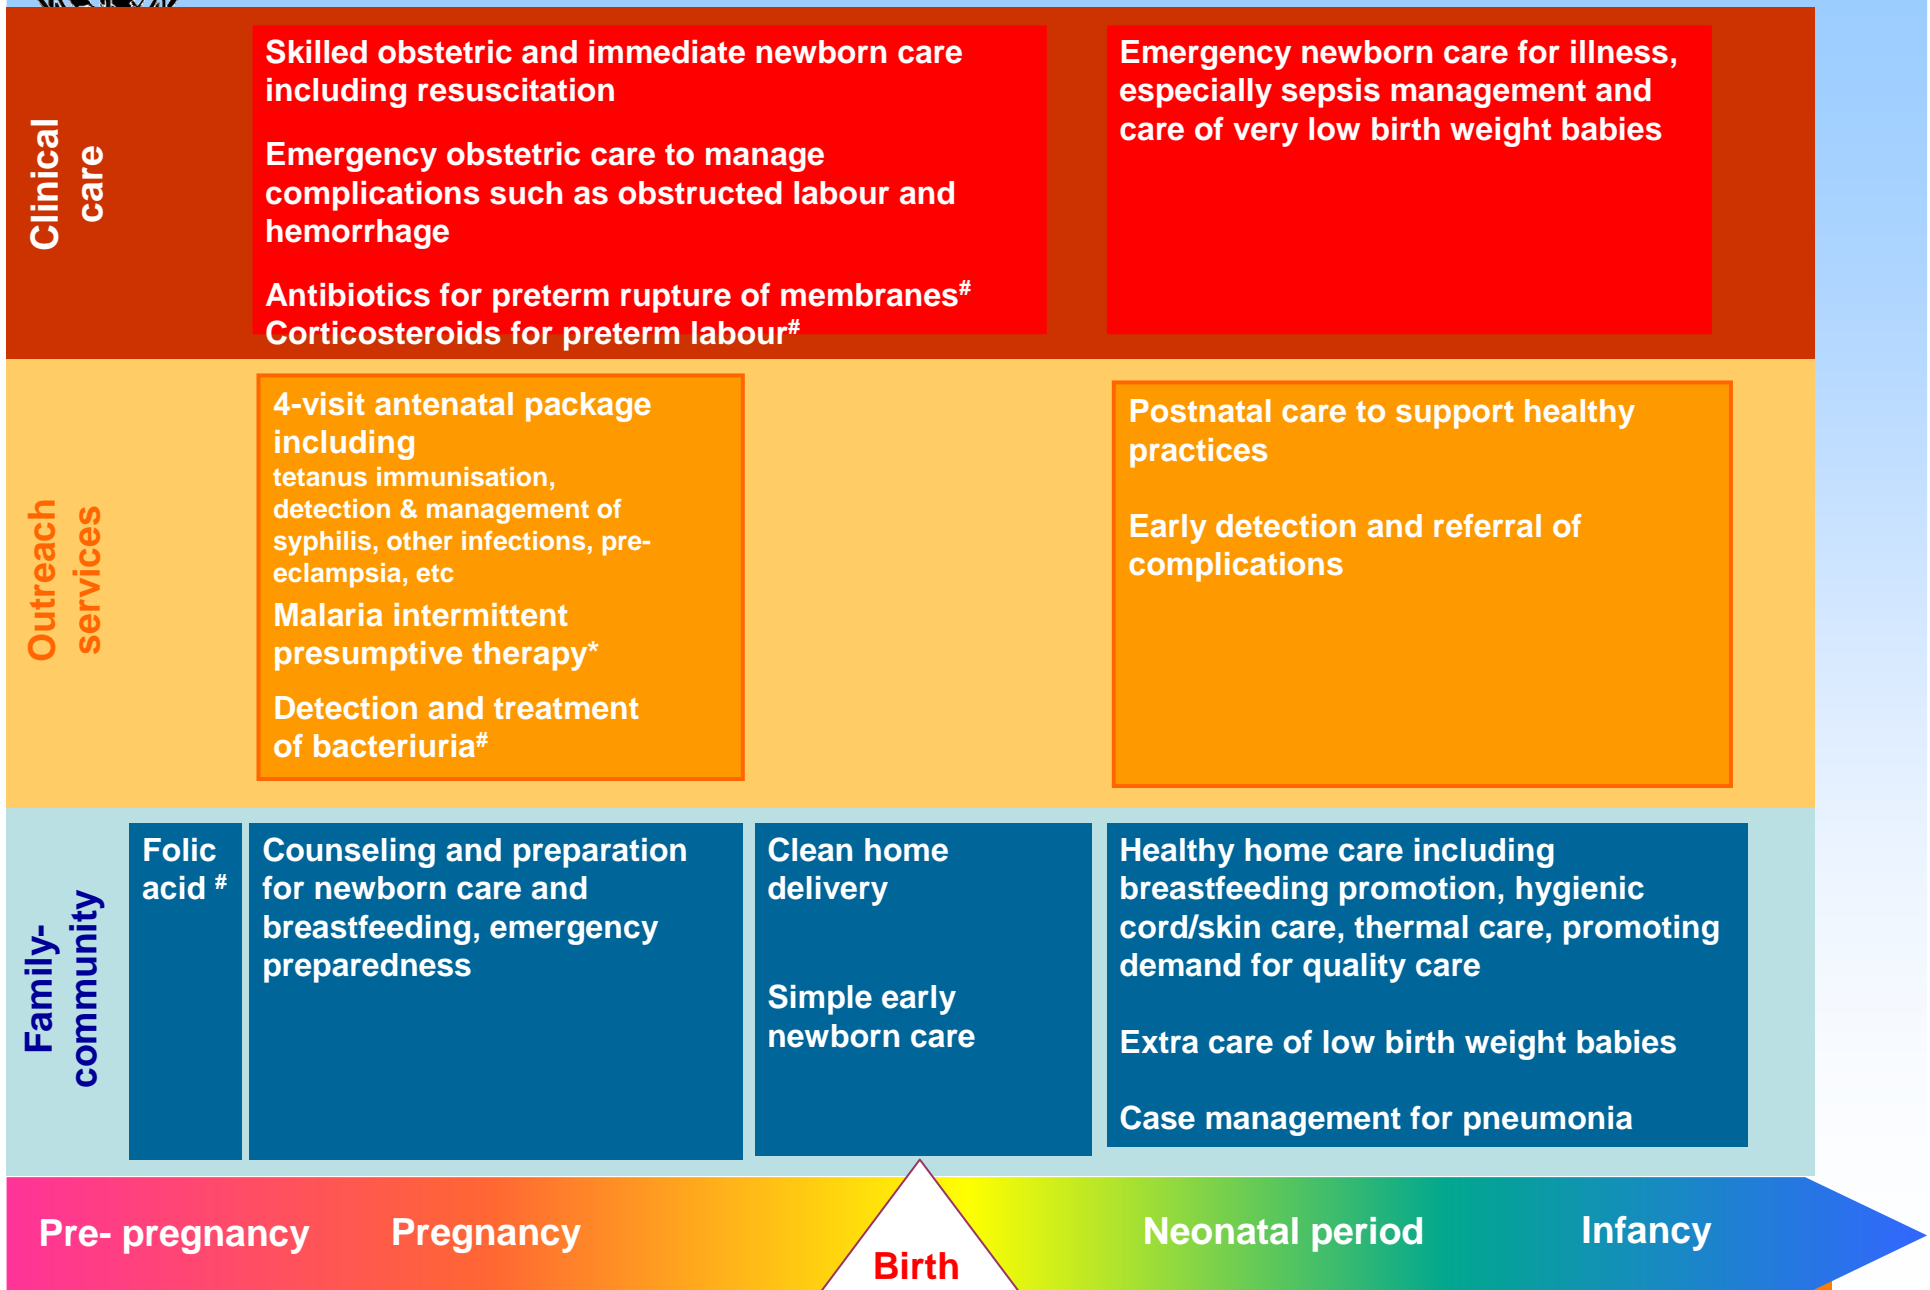 Clinical
care
Skilled obstetric and immediate newborn care
including resuscitation
Emergency obstetric care to manage
complications such as obstructed labour and
hemorrhage
Antibiotics for preterm rupture of membranes#
Corticosteroids for preterm labour#
Emergency newborn care for illness,
especially sepsis management and
care of very low birth weight babies
Outreach
services
4-visit antenatal package
including
tetanus immunisation,
detection & management of
syphilis, other infections, pre-
eclampsia, etc
Malaria intermittent
presumptive therapy*
Detection and treatment
of bacteriuria#
Postnatal care to support healthy
practices
Early detection and referral of
complications
Family-
community
Folic
acid #
Counseling and preparation
for newborn care and
breastfeeding, emergency
preparedness
Clean home
delivery
Simple early
newborn care
Healthy home care including
breastfeeding promotion, hygienic
cord/skin care, thermal care, promoting
demand for quality care
Extra care of low birth weight babies
Case management for pneumonia
Pre- pregnancy
Pregnancy
Birth
Neonatal period
Infancy